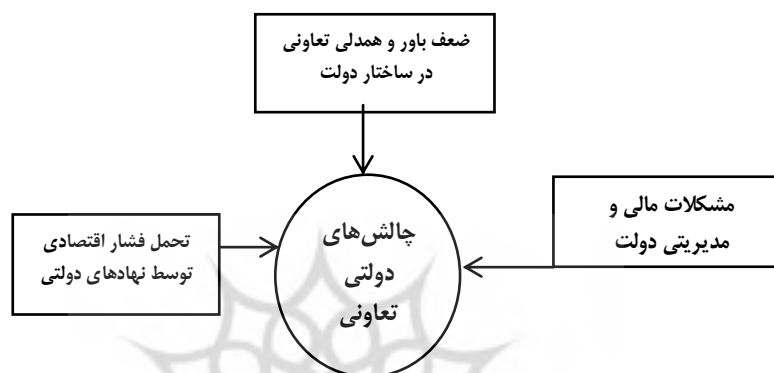 ضعف باور و همدلی تعاونی
در ساختار دولت
مشکلات مالی و
مدیریتی دولت
چالش‌های
دولتی
تعاونی
تحمل فشار اقتصادی
توسط نهادهای دولتی